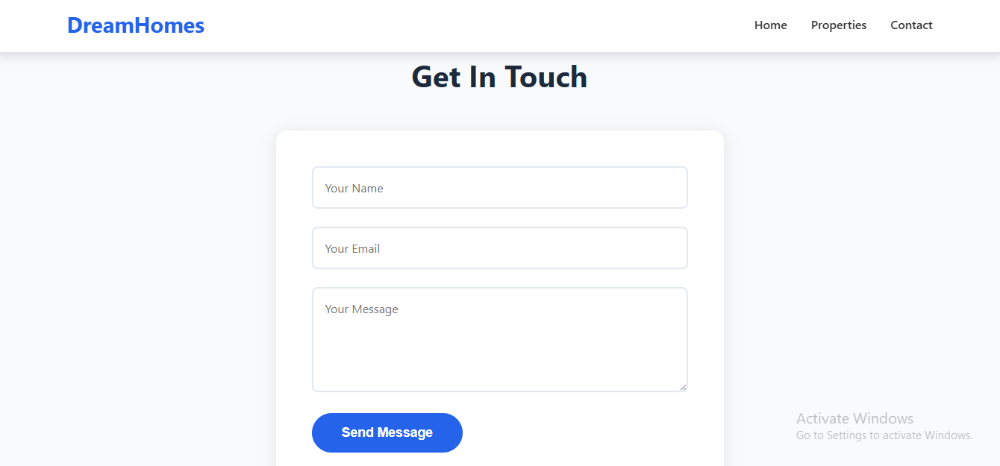 DreamHomes
Home Properties Contact
Get In Touch
Your Name
Your Email
Your Message
Send Message
Activate Windows
Go to Settings to activate Windows.